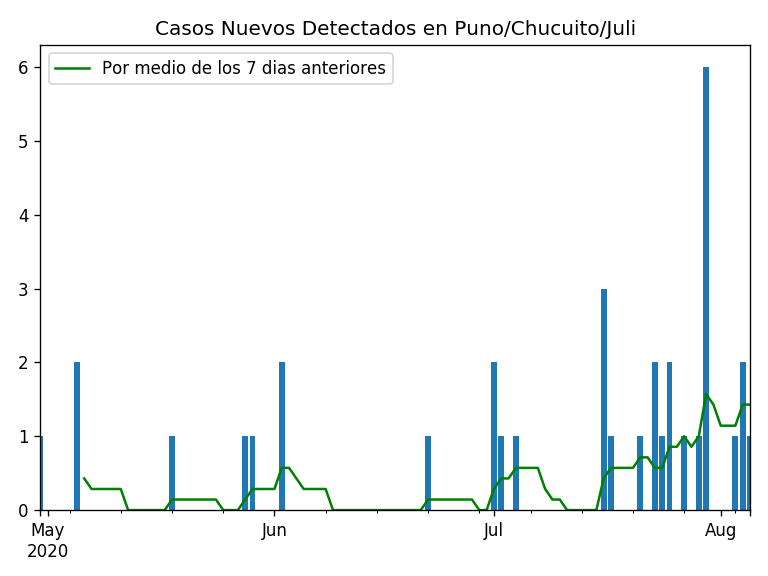 Casos Nuevos Detectados en Puno/Chucuito/Juli
Por medio de los 7 dias anteriores
6
5
4
3
2
1
0
May Jun Jul Aug
2020